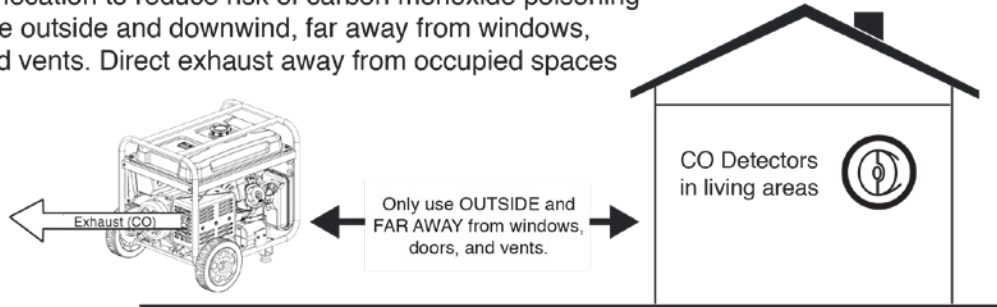 location to reduce risk of carbon monoxide poisoning
e outside and downwind, far away from windows,
d vents. Direct exhaust away from occupied spaces
CO Detectors
in living areas
Only use OUTSIDE and
FAR AWAY from windows,
doors, and vents.
Exhaust (CO)